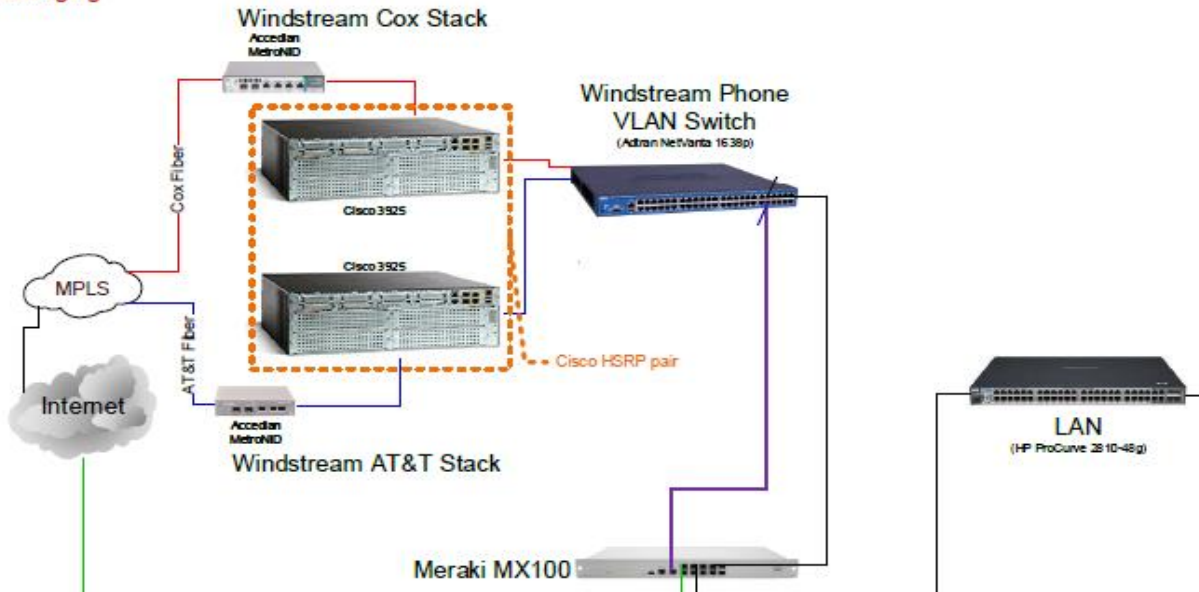 Windstream Cox Stack
Accedian
MetroNID
Windstream Phone
VLAN Switch
(Adtran NetVanta 1638p)
Cox Fiber
Cisco 3925
Cisco 3925
MPLS
AT&T Fiber
Cisco HSRP pair
Internet
Accedian
MetroNID
Windstream AT&T Stack
LAN
(HP ProCurve 2810-48g)
Meraki MX100